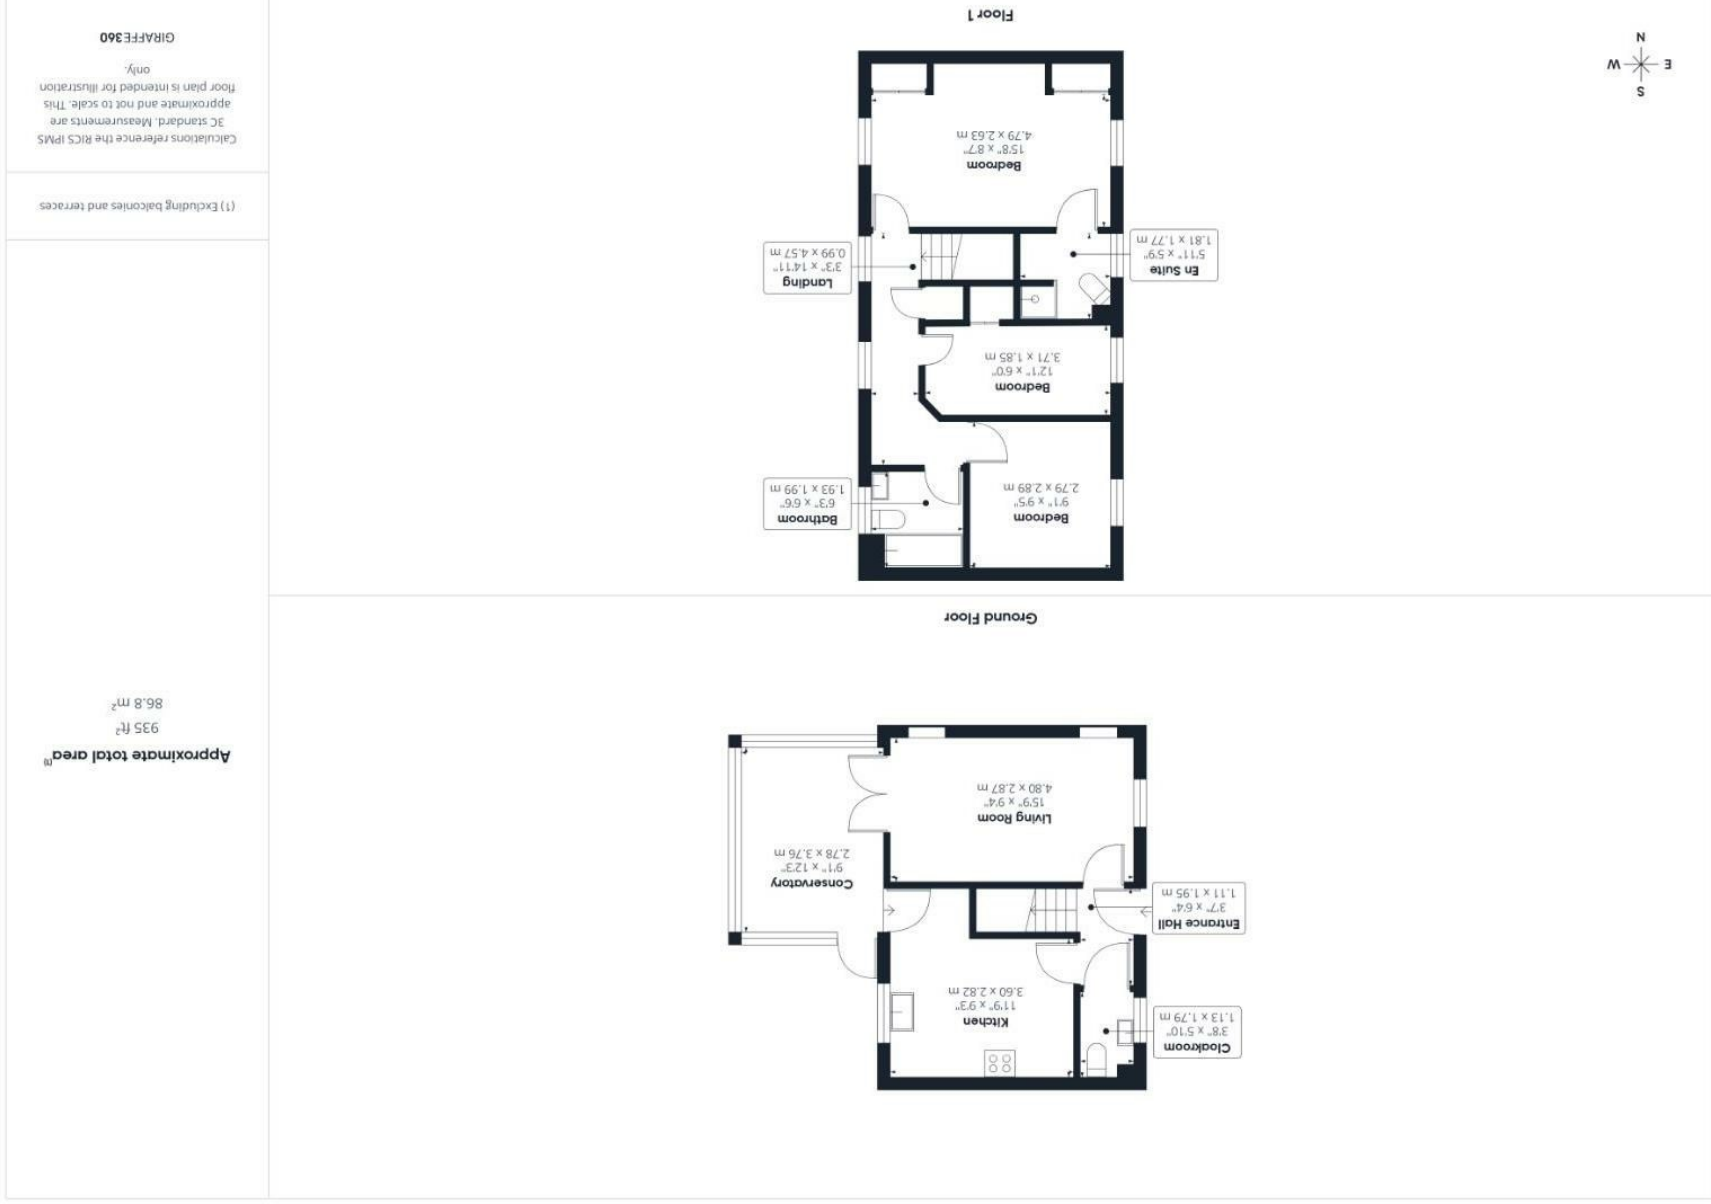 Cloakroom
3'8" x 5'10"
1.13 x 1.79 m
Kitchen
11'9" x 9'3"
3.60 x 2.82 m
Entrance Hall
3'7" x 6'4"
1.11 x 1.95 m
Conservatory
9'1" x 12'3"
2.78 x 3.76 m
Living Room
15'9" x 9'4"
4.80 x 2.87 m
Ground Floor
Bedroom
9'1" x 9'5"
2.79 x 2.89 m
Bathroom
6'3" x 6'6"
1.93 x 1.99 m
Bedroom
12'1" x 6'0"
3.71 x 1.85 m
En Suite
5'11" x 5'9"
1.81 x 1.77 m
Landing
3'3" x 14'11"
0.99 x 4.57 m
Bedroom
15'8" x 8'7"
4.79 x 2.63 m
Floor 1
S
E W
N
Approximate total area(1)
935 ft²
86.8 m²
(1) Excluding balconies and terraces
Calculations reference the RICS IPMS
3C standard. Measurements are
approximate and not to scale. This
floor plan is intended for illustration
only.
GIRAFFE360